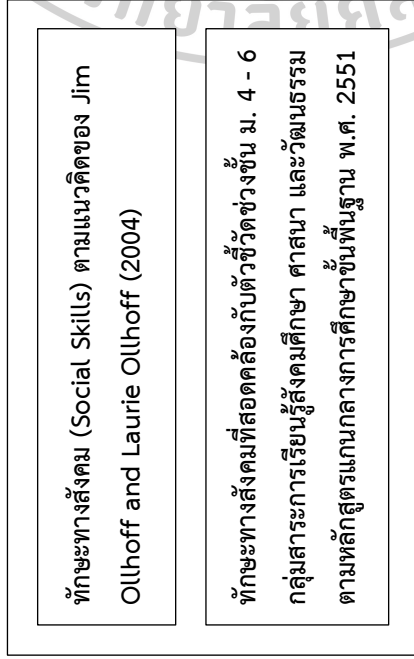 ทักษะทางสังคม (Social Skills) ตามแนวคิดของ Jim
Ollhoff and Laurie Ollhoff (2004)
ทักษะทางสังคมที่สอดคล้องกับตัวชี้วัดช่วงชั้น ม. 4 - 6
กลุ่มสาระการเรียนรู้สังคมศึกษา ศาสนา และวัฒนธรรม
ตามหลักสูตรแกนกลางการศึกษาขั้นพื้นฐาน พ.ศ. 2551